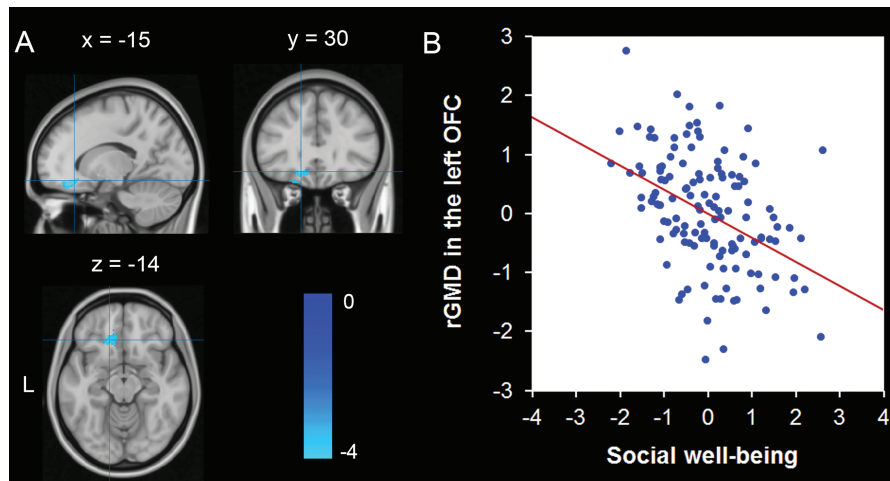 A
x = -15
y = 30
z = -14
L
0
-4
B
rGMD in the left OFC
3
2
1
0
-1
-2
-3
-4 -3 -2 -1 0 1 2 3 4
Social well-being